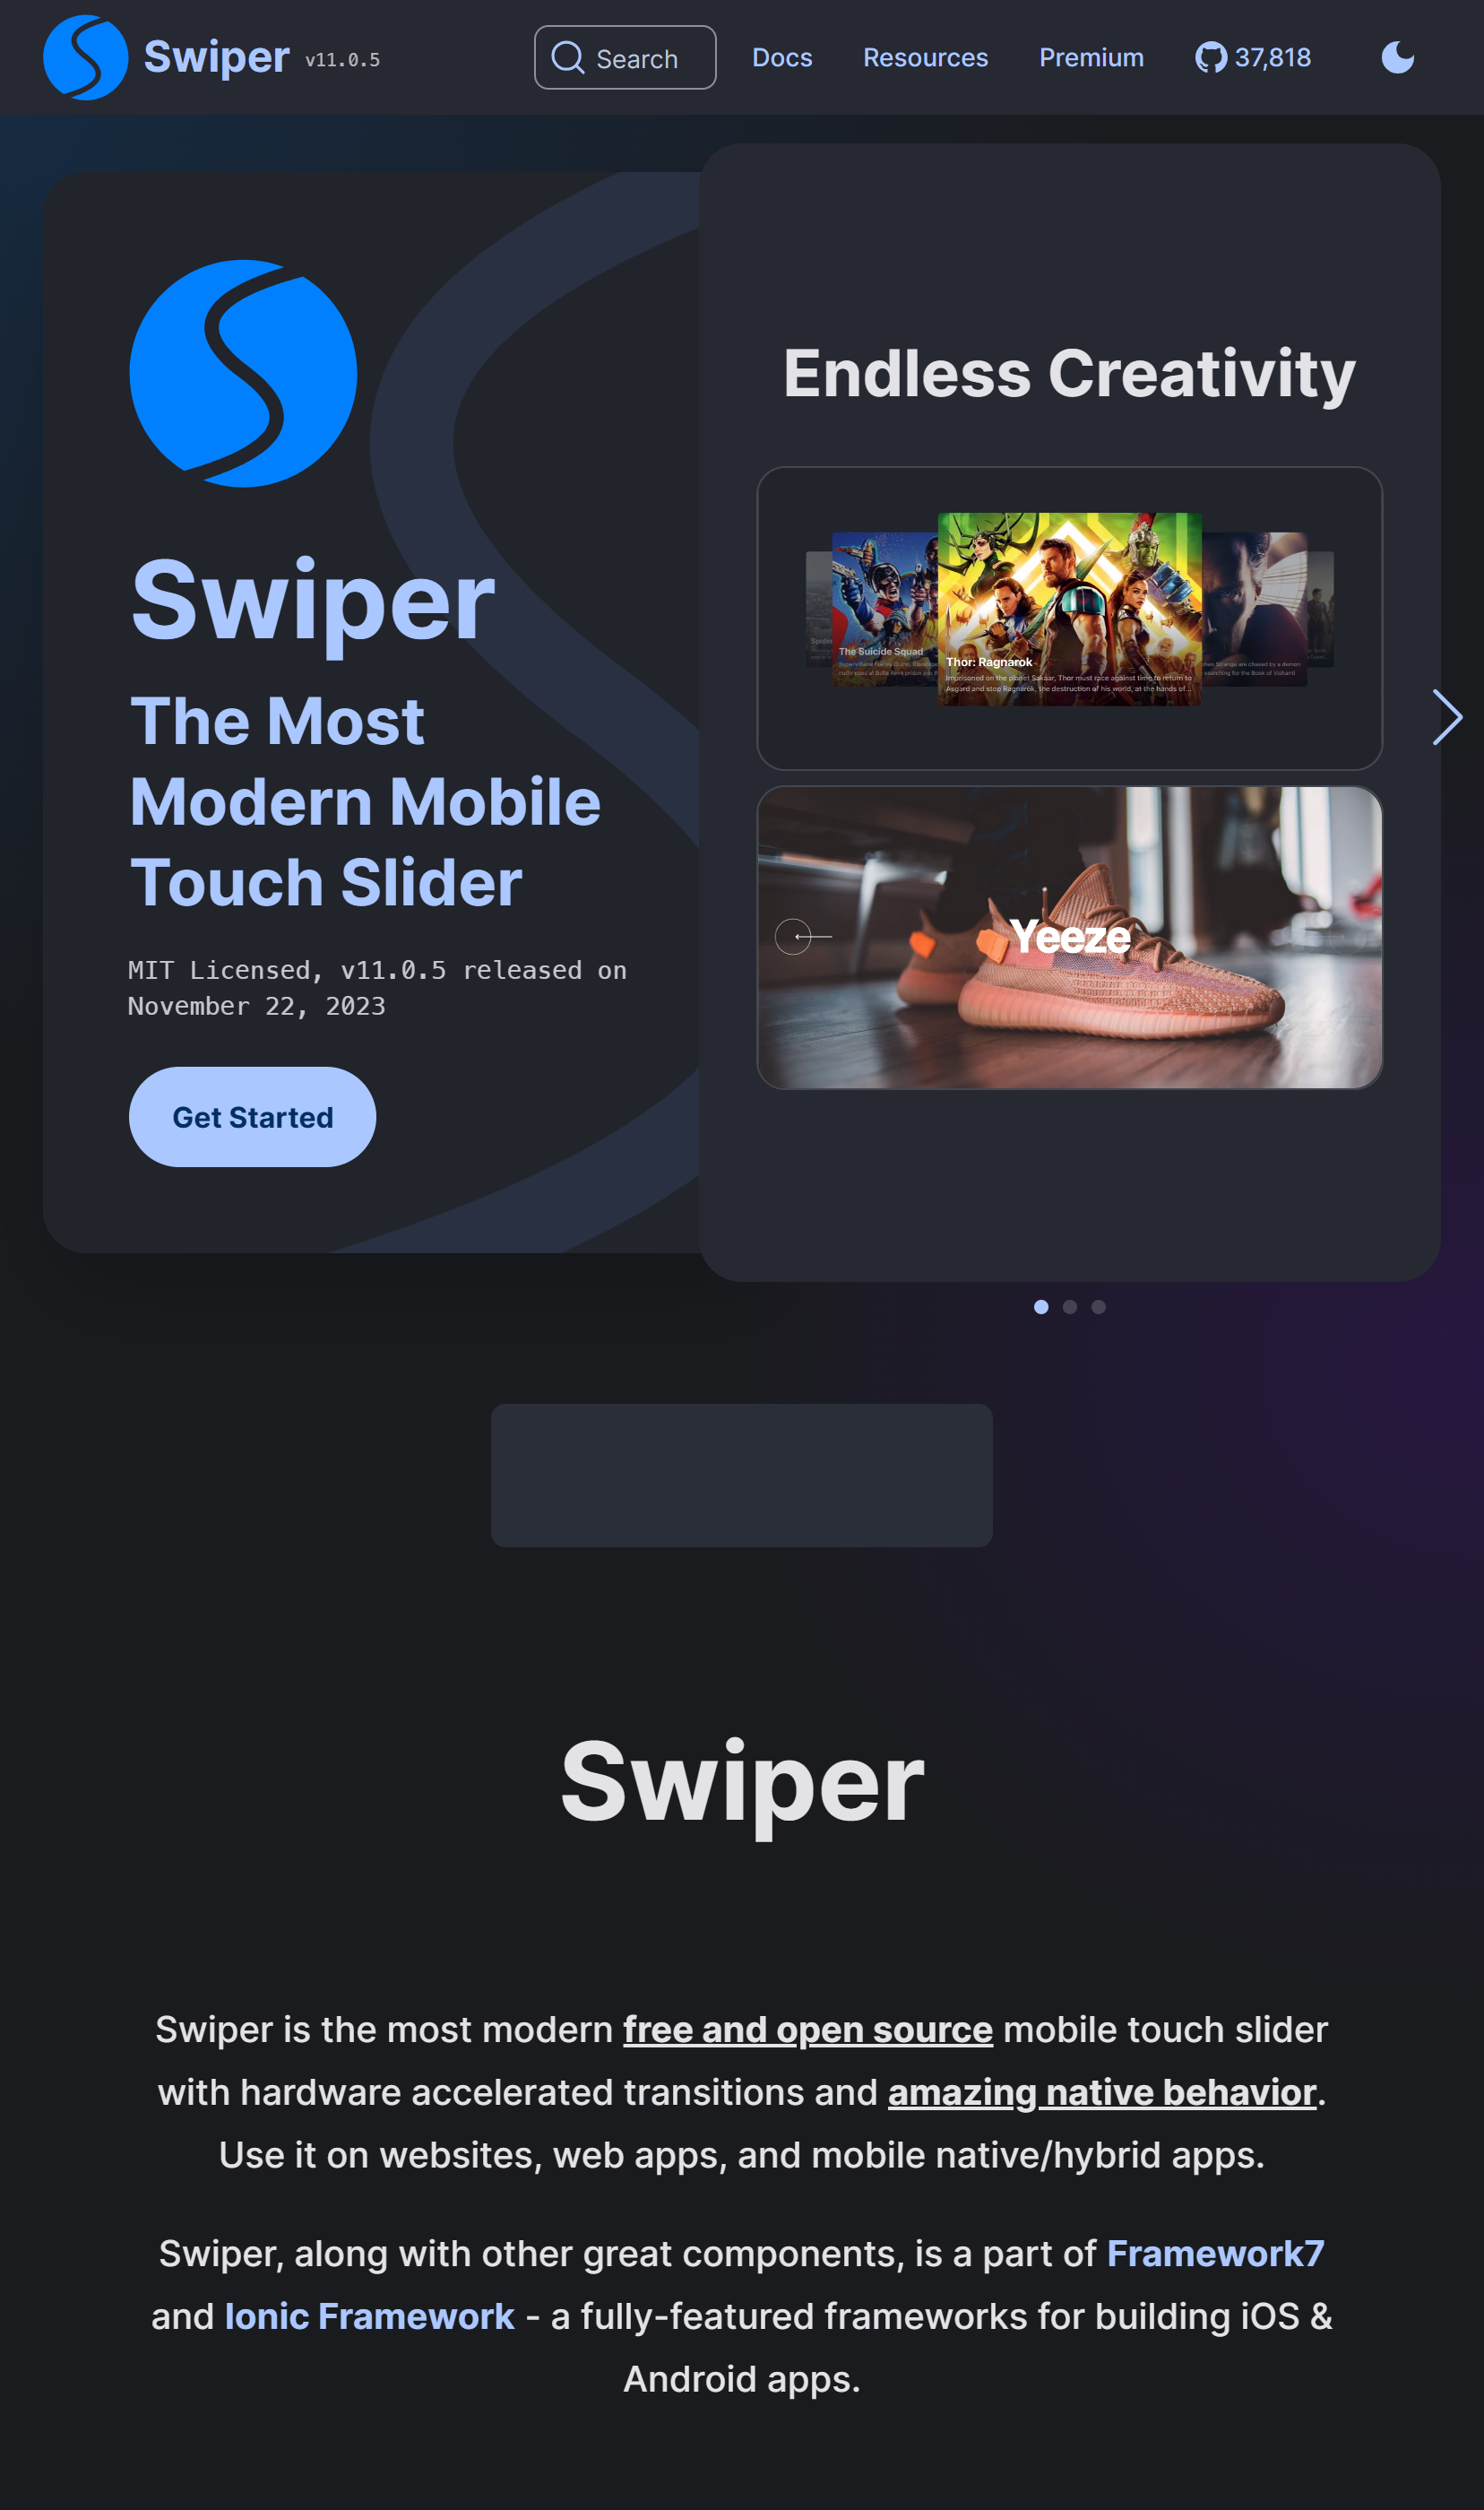 Swiper v11.0.5
Search
Docs
Resources
Premium
37,818
Swiper
The Most
Modern Mobile
Touch Slider
MIT Licensed, v11.0.5 released on
November 22, 2023
Get Started
Endless Creativity
The Suicide Squad
Thor: Ragnarok
Imprisoned on the planet Sakaar, Thor must race against time to return to
Asgard and stop Ragnarök, the destruction of his world, at the hands of...
Yeeze
Swiper
Swiper is the most modern free and open source mobile touch slider
with hardware accelerated transitions and amazing native behavior.
Use it on websites, web apps, and mobile native/hybrid apps.
Swiper, along with other great components, is a part of Framework7
and Ionic Framework - a fully-featured frameworks for building iOS &
Android apps.